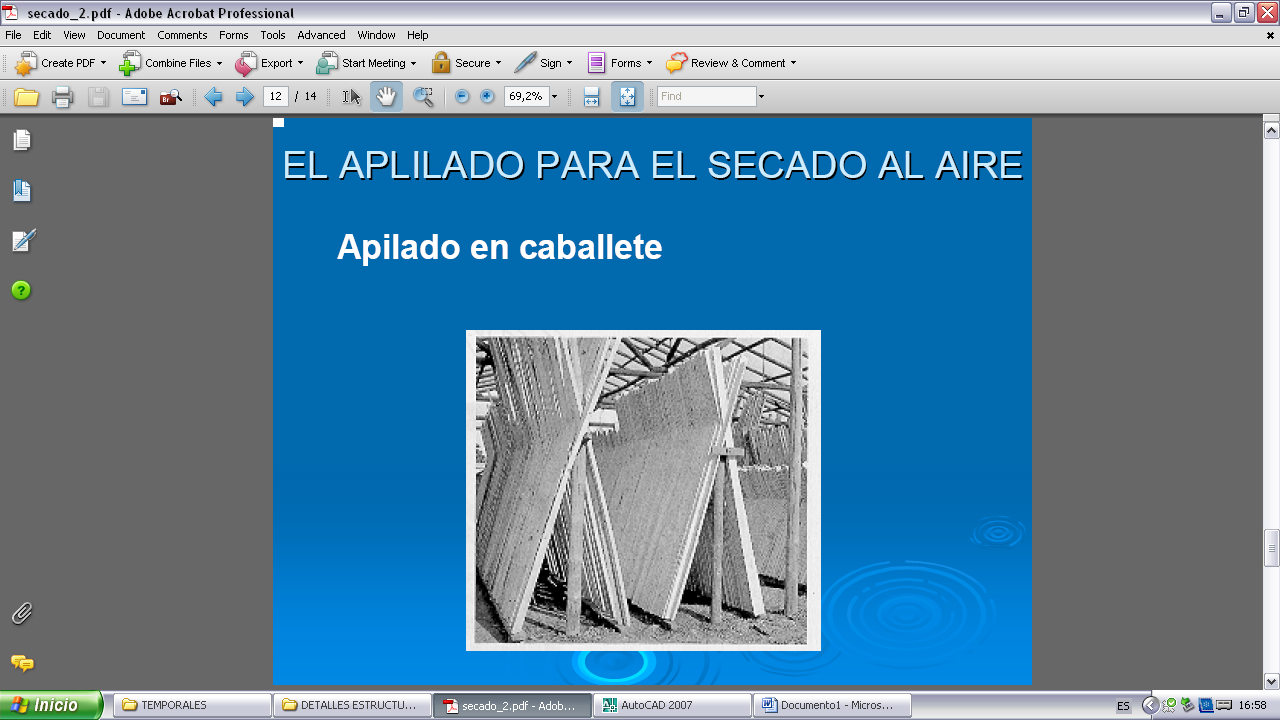 secado_2.pdf - Adobe Acrobat Professional
File Edit View Document Comments Forms Tools Advanced Window Help
Create PDF Combine Files Export Start Meeting Secure Sign Forms Review & Comment
12 / 14 69,2% Find
EL APLILADO PARA EL SECADO AL AIRE
Apilado en caballete
Inicio TEMPORALES DETALLES ESTRUCTU... secado_2.pdf - Adob... AutoCAD 2007 Documento1 - Micros... ES 16:58